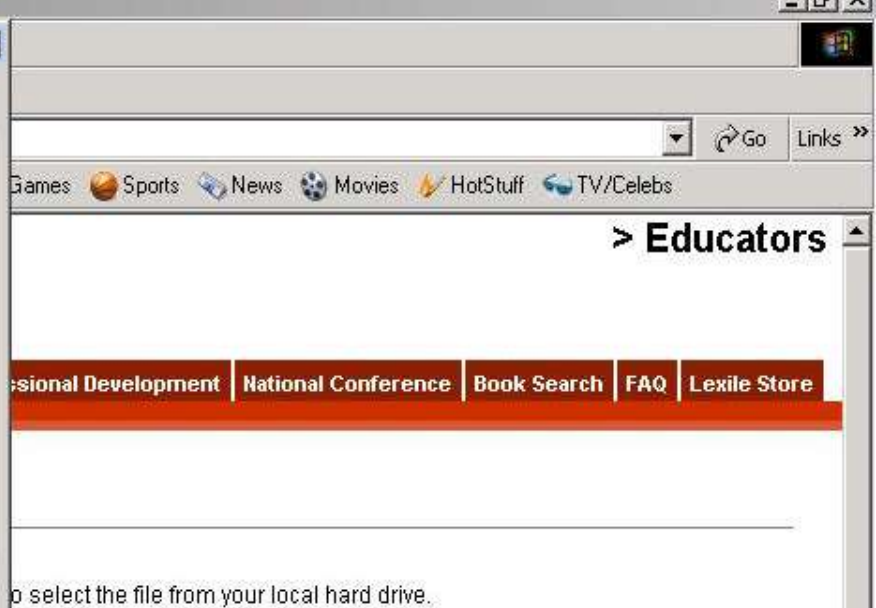 Go Links »
Games Sports News Movies HotStuff TV/Celebs
> Educators
ssional Development National Conference Book Search FAQ Lexile Store
o select the file from your local hard drive.